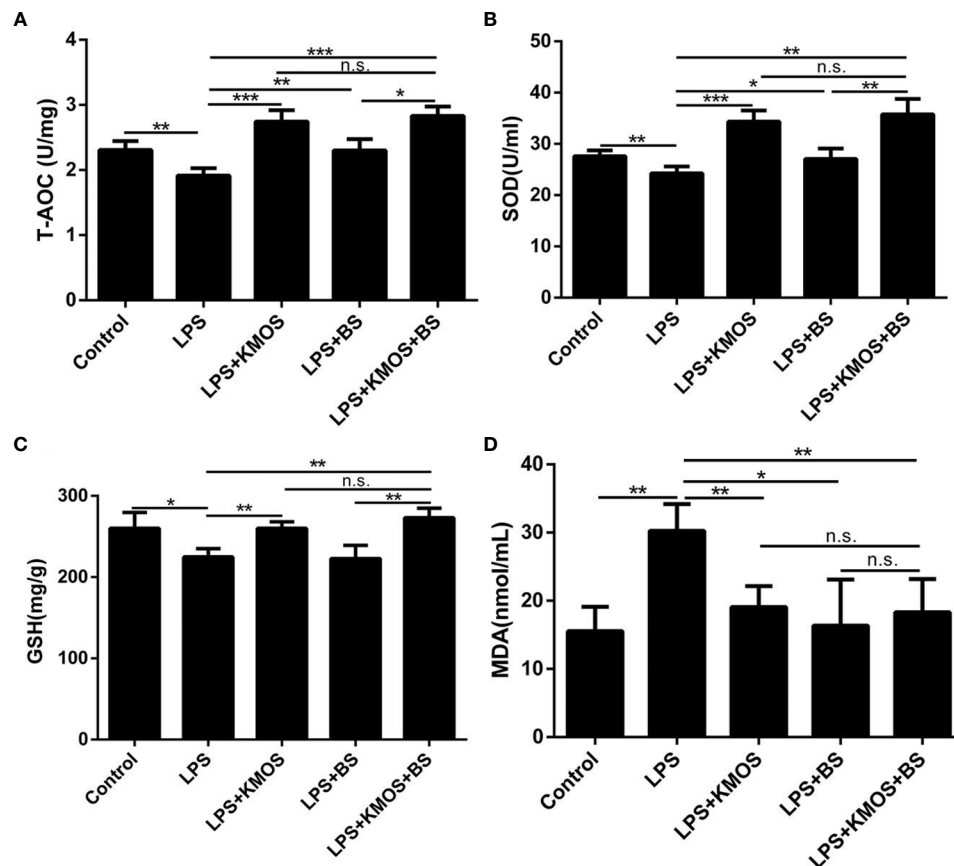 A
T-AOC (U/mg)
4
3
2
1
0
***
n.s.
**
***
*
**
Control
LPS
LPS+KMOS
LPS+BS
LPS+KMOS+BS
B
SOD(U/ml)
50
40
30
20
10
0
**
n.s.
*
**
***
**
Control
LPS
LPS+KMOS
LPS+BS
LPS+KMOS+BS
C
GSH(mg/g)
300
200
100
0
**
n.s.
*
**
**
Control
LPS
LPS+KMOS
LPS+BS
LPS+KMOS+BS
D
MDA(nmol/mL)
40
30
20
10
0
**
*
**
**
n.s.
n.s.
Control
LPS
LPS+KMOS
LPS+BS
LPS+KMOS+BS